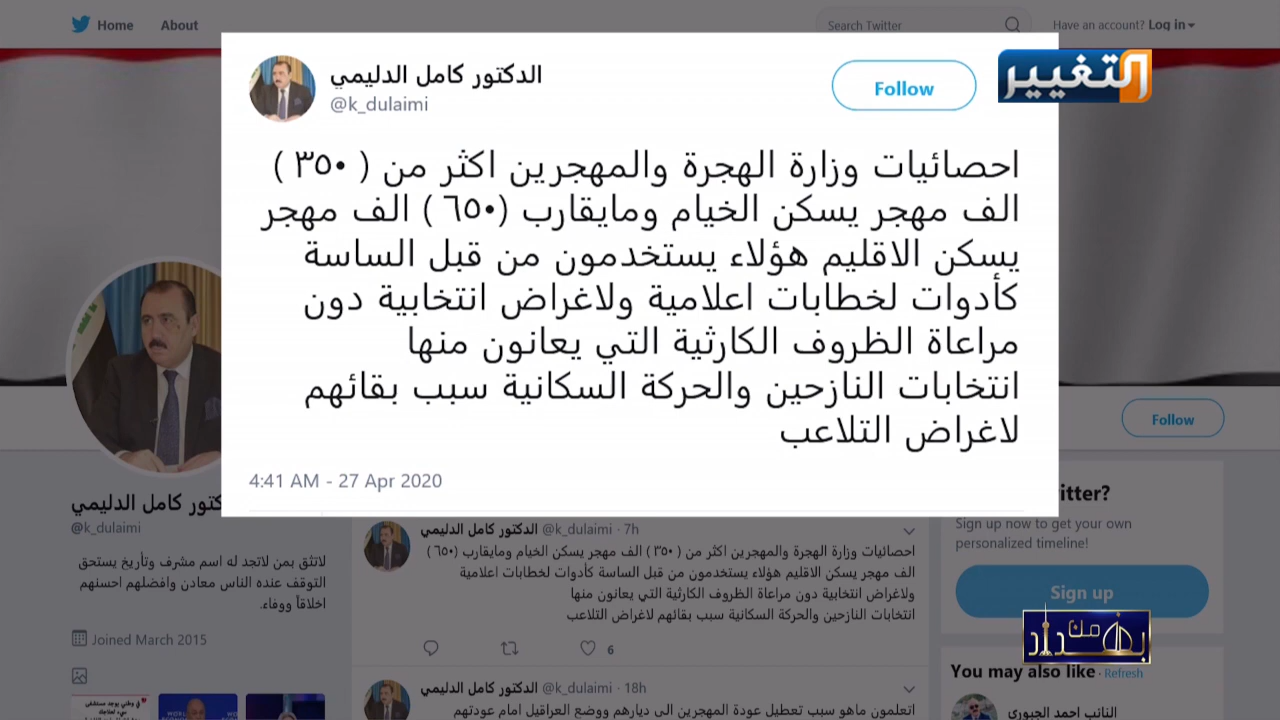 Home
About
Search Twitter
Have an account? Log in
التغيير
الدكتور كامل الدليمي
@k_dulaimi
Follow
احصائيات وزارة الهجرة والمهجرين اكثر من ( ٣٥٠ )
الف مهجر يسكن الخيام ومايقارب (٦٥٠ ) الف مهجر
يسكن الاقليم هؤلاء يستخدمون من قبل الساسة
كأدوات لخطابات اعلامية ولاغراض انتخابية دون
مراعاة الظروف الكارثية التي يعانون منها
انتخابات النازحين والحركة السكانية سبب بقائهم
لاغراض التلاعب
4:41 AM - 27 Apr 2020
Follow
كتور كامل الدليمي
@k_dulaimi
لاتثق بمن لاتجد له اسم مشرف وتأريخ يستحق
التوقف عنده الناس معادن وافضلهم احسنهم
اخلاقاً ووفاء.
Joined March 2015
الدكتور كامل الدليمي @k_dulaimi · 7h
احصائيات وزارة الهجرة والمهجرين اكثر من ( ٣٥٠ ) الف مهجر يسكن الخيام ومايقارب (٦٥٠ )
الف مهجر يسكن الاقليم هؤلاء يستخدمون من قبل الساسة كأدوات لخطابات اعلامية
ولاغراض انتخابية دون مراعاة الظروف الكارثية التي يعانون منها
انتخابات النازحين والحركة السكانية سبب بقائهم لاغراض التلاعب
6
الدكتور كامل الدليمي @k_dulaimi · 18h
اتعلمون ماهو سبب تعطيل عودة المهجرين الى ديارهم ووضع العراقيل امام عودتهم
itter?
Sign up now to get your own
personalized timeline!
Sign up
من بغداد
You may also like · Refresh
النائب احمد الجبوري